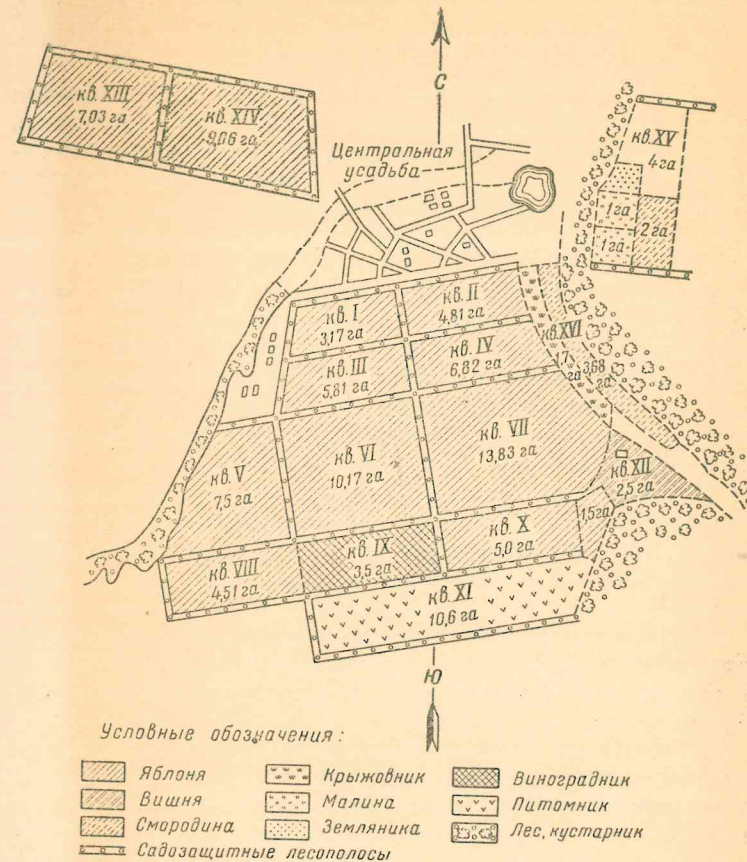 кв. XIII
7,03 га
кв. XIV
9,06 га
С
Центральная
усадьба
кв. XV
4 га
1 га
2 га
1 га
кв. I
3,17 га
кв. II
4,81 га
кв. III
5,81 га
кв. IV
6,82 га
кв. XVI
1,7
га
3,68
га
кв. V
7,5 га
кв. VI
10,17 га
кв. VII
13,83 га
кв. XII
2,5 га
1,5 га
кв. VIII
4,51 га
кв. IX
3,5 га
кв. X
5,0 га
кв. XI
10,6 га
Ю
Условные обозначения:
Яблоня
Вишня
Смородина
Садозащитные лесополосы
Крыжовник
Малина
Земляника
Виноградник
Питомник
Лес, кустарник